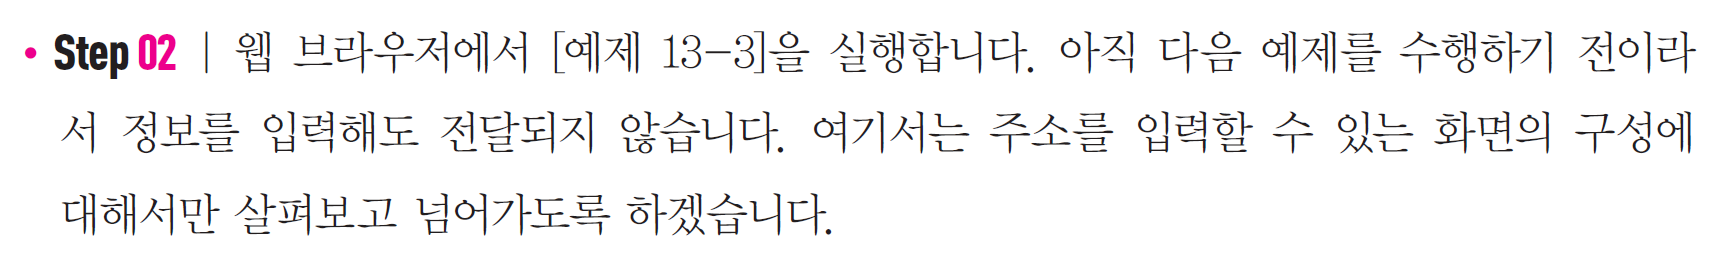 • Step 02 | 웹 브라우저에서 [예제 13-3]을 실행합니다. 아직 다음 예제를 수행하기 전이라
서 정보를 입력해도 전달되지 않습니다. 여기서는 주소를 입력할 수 있는 화면의 구성에
대해서만 살펴보고 넘어가도록 하겠습니다.